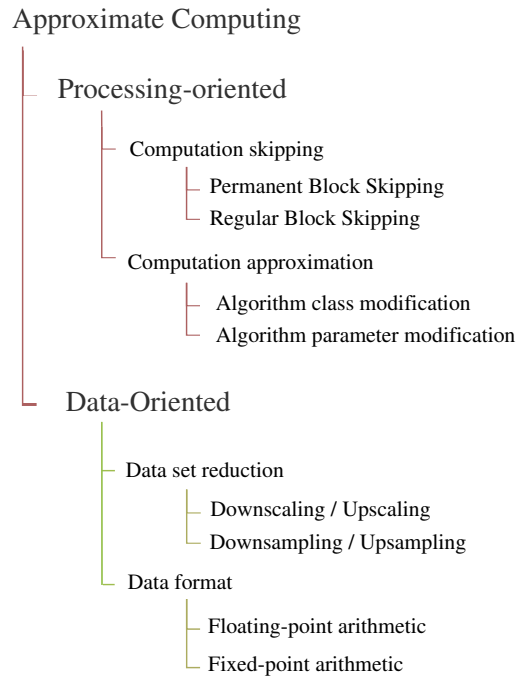 Approximate Computing
Processing-oriented
Computation skipping
Permanent Block Skipping
Regular Block Skipping
Computation approximation
Algorithm class modification
Algorithm parameter modification
Data-Oriented
Data set reduction
Downscaling / Upscaling
Downsampling / Upsampling
Data format
Floating-point arithmetic
Fixed-point arithmetic